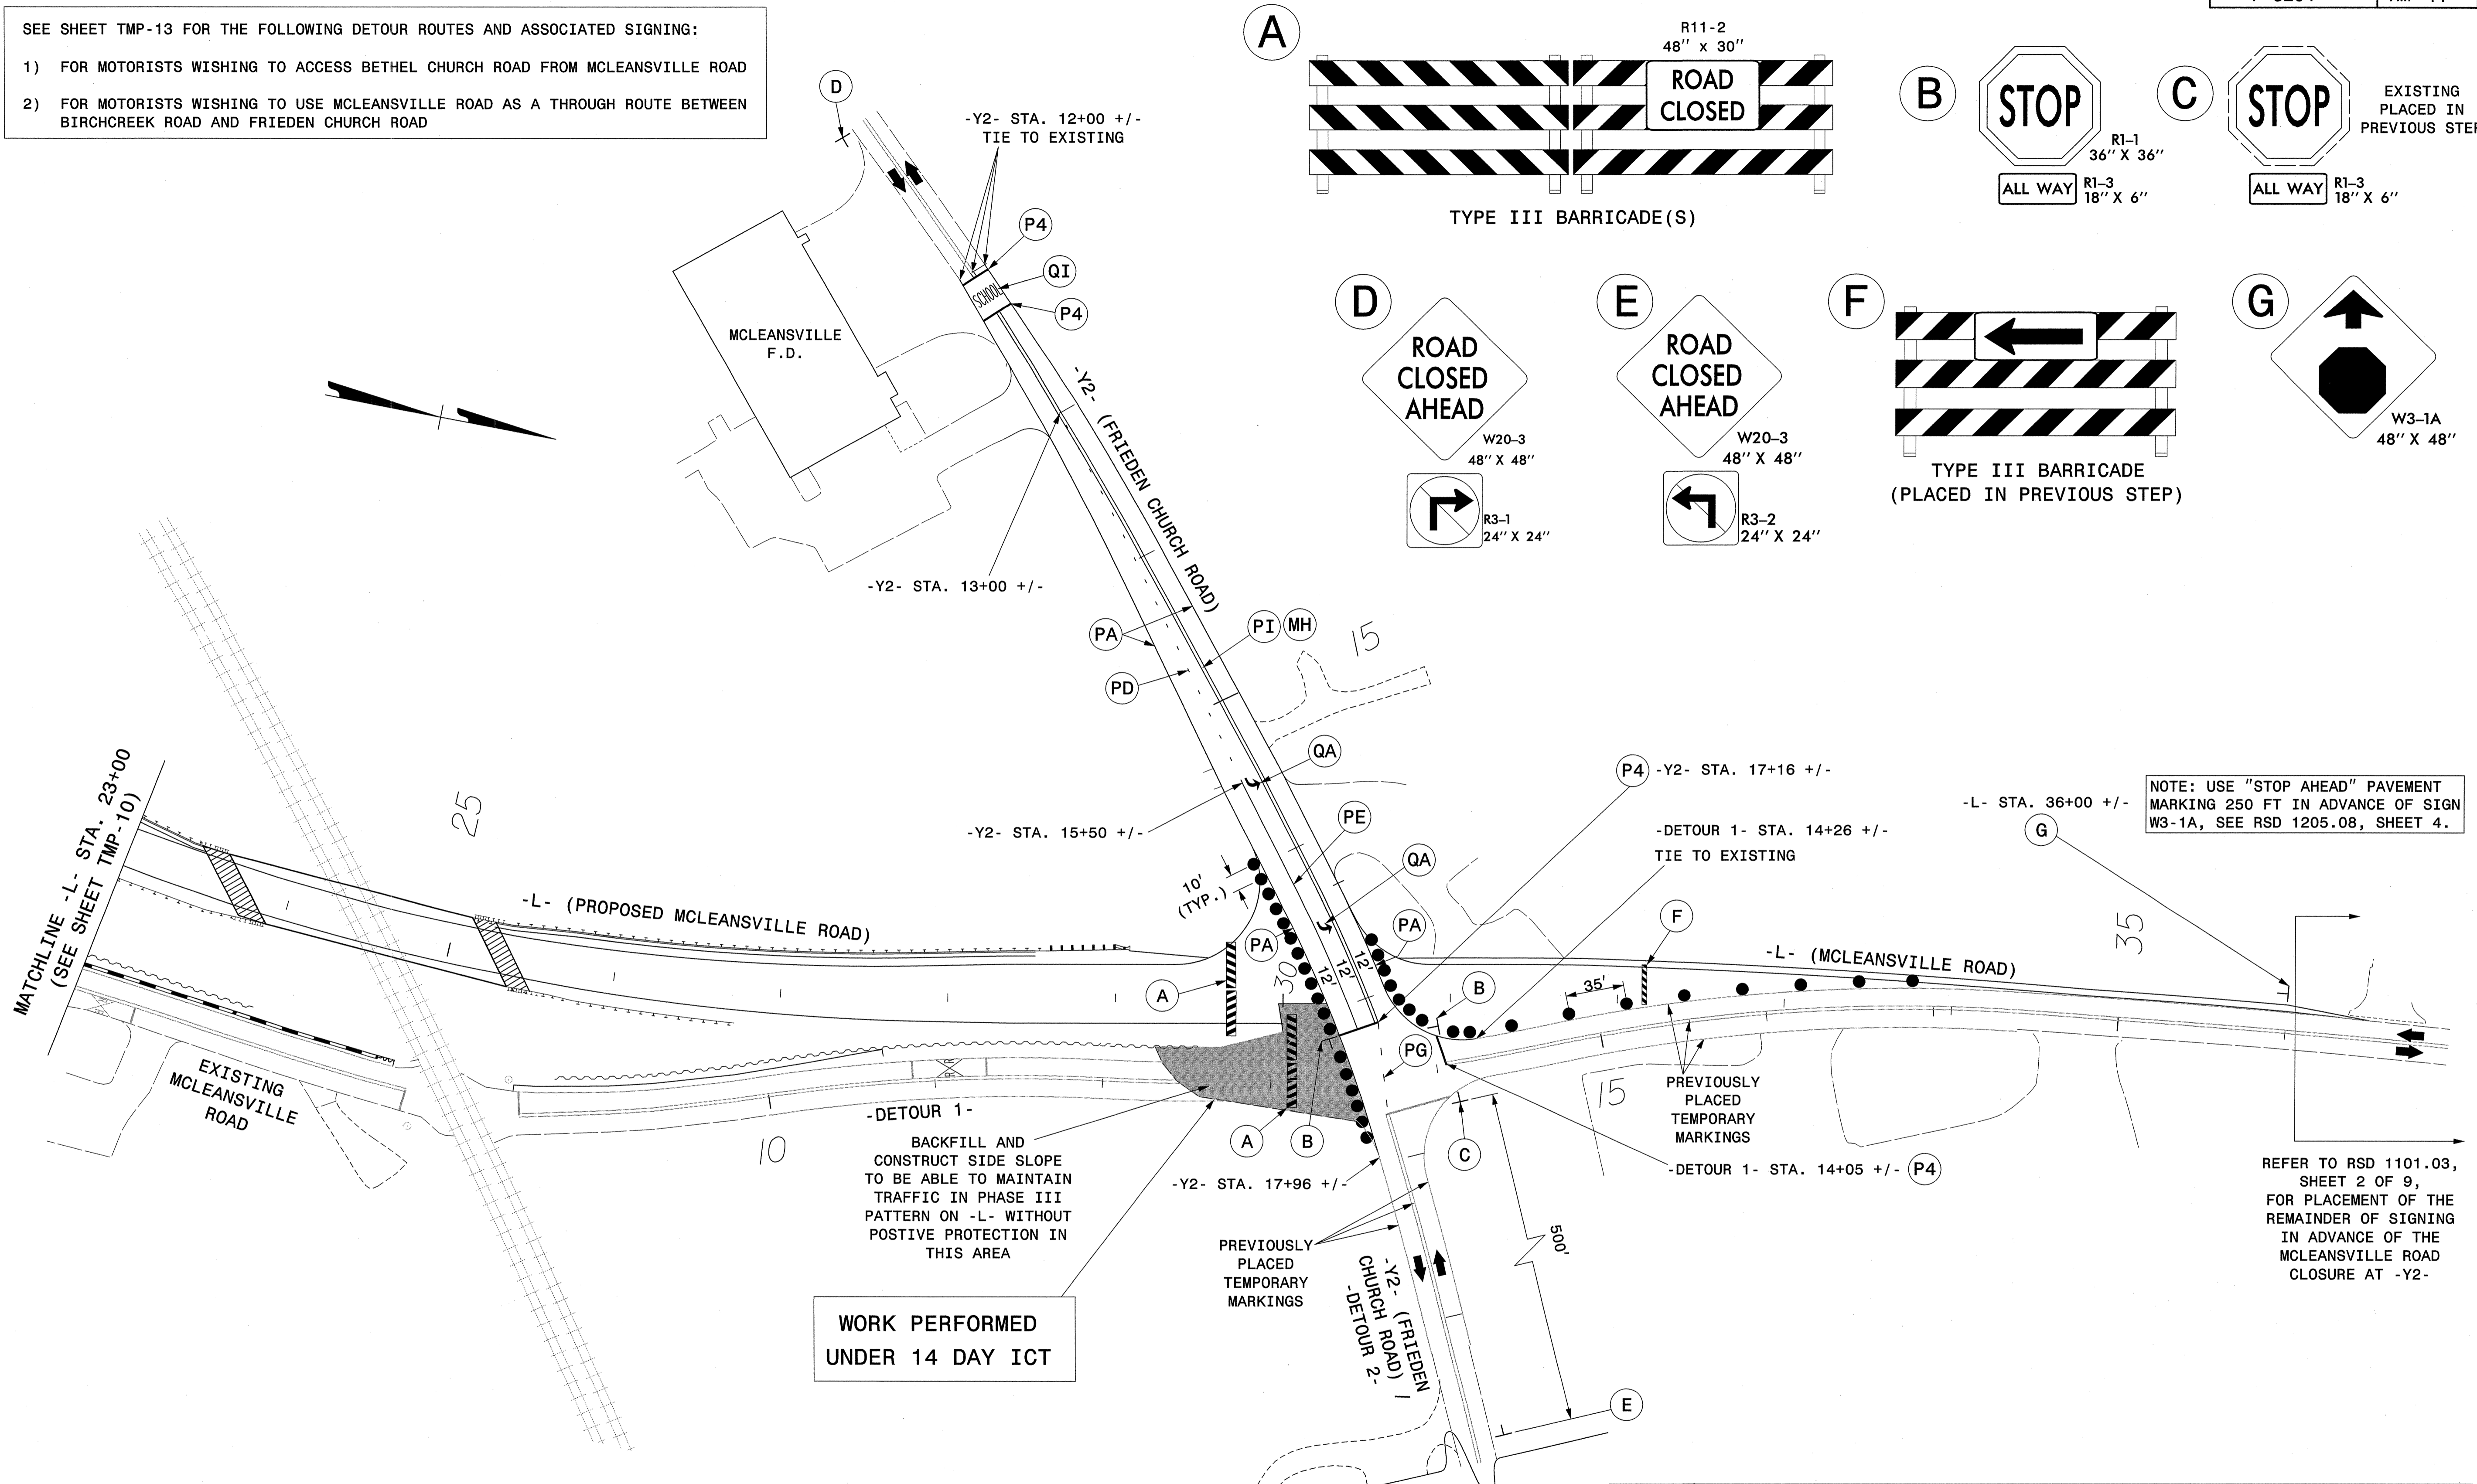 SEE SHEET TMP-13 FOR THE FOLLOWING DETOUR ROUTES AND ASSOCIATED SIGNING:
1) FOR MOTORISTS WISHING TO ACCESS BETHEL CHURCH ROAD FROM MCLEANSVILLE ROAD
2) FOR MOTORISTS WISHING TO USE MCLEANSVILLE ROAD AS A THROUGH ROUTE BETWEEN
BIRCHCREEK ROAD AND FRIEDEN CHURCH ROAD
A
R11-2
48" x 30"
ROAD
CLOSED
TYPE III BARRICADE(S)
B
STOP
R1-1
36" X 36"
ALL WAY
R1-3
18" X 6"
C
STOP
EXISTING
PLACED IN
PREVIOUS
ALL WAY
R1-3
18" X 6"
D
ROAD
CLOSED
AHEAD
W20-3
48" X 48"
R3-1
24" X 24"
E
ROAD
CLOSED
AHEAD
W20-3
48" X 48"
R3-2
24" X 24"
F
TYPE III BARRICADE
(PLACED IN PREVIOUS STEP)
G
W3-1A
48" X 48"
D
-Y2- STA. 12+00 +/-
TIE TO EXISTING
P4
QI
SCHOOL
P4
MCLEANSVILLE
F.D.
-Y2- (FRIEDEN CHURCH ROAD)
-Y2- STA. 13+00 +/-
PA
PI
MH
15
PD
QA
-Y2- STA. 15+50 +/-
PE
P4
-Y2- STA. 17+16 +/-
-DETOUR 1- STA. 14+26 +/-
TIE TO EXISTING
-L- STA. 36+00 +/-
G
NOTE: USE "STOP AHEAD" PAVEMENT
MARKING 250 FT IN ADVANCE OF SIGN
W3-1A, SEE RSD 1205.08, SHEET 4.
MATCHLINE -L- STA. 23+00
(SEE SHEET TMP-10)
25
-L- (PROPOSED MCLEANSVILLE ROAD)
10'
(TYP.)
QA
PA
PA
12'
12'
12'
30
A
B
35'
F
-L- (MCLEANSVILLE ROAD)
35
EXISTING
MCLEANSVILLE
ROAD
-DETOUR 1-
10
BACKFILL AND
CONSTRUCT SIDE SLOPE
TO BE ABLE TO MAINTAIN
TRAFFIC IN PHASE III
PATTERN ON -L- WITHOUT
POSTIVE PROTECTION IN
THIS AREA
A
B
PG
C
15
PREVIOUSLY
PLACED
TEMPORARY
MARKINGS
-DETOUR 1- STA. 14+05 +/-
P4
-Y2- STA. 17+96 +/-
PREVIOUSLY
PLACED
TEMPORARY
MARKINGS
-Y2- (FRIEDEN
CHURCH ROAD) /
-DETOUR 2-
500'
E
WORK PERFORMED
UNDER 14 DAY ICT
REFER TO RSD 1101.03,
SHEET 2 OF 9,
FOR PLACEMENT OF THE
REMAINDER OF SIGNING
IN ADVANCE OF THE
MCLEANSVILLE ROAD
CLOSURE AT -Y2-